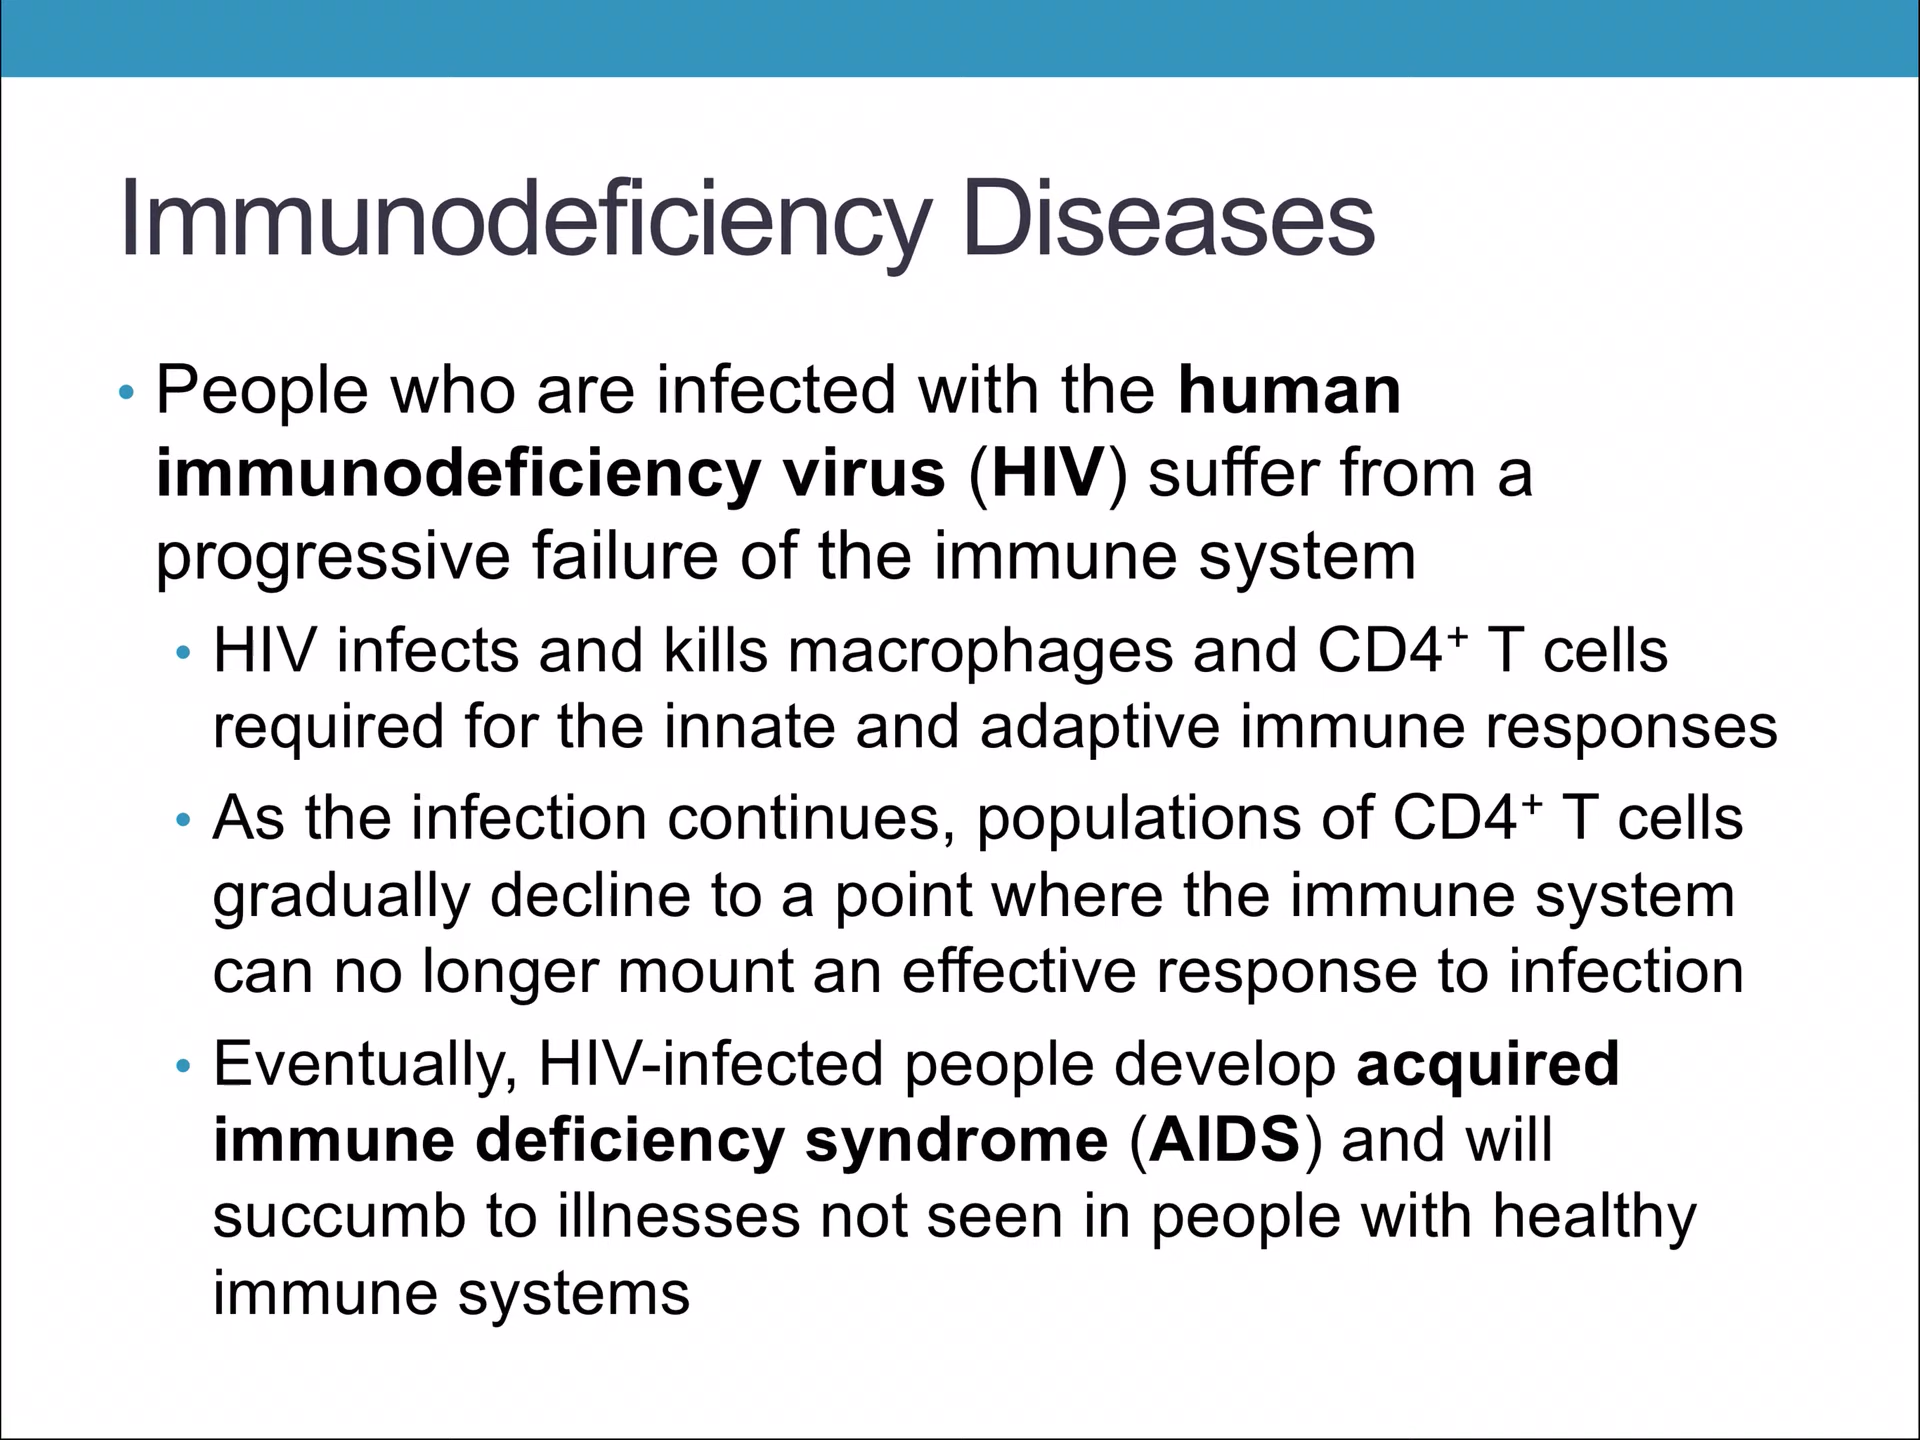 Immunodeficiency Diseases
• People who are infected with the human
immunodeficiency virus (HIV) suffer from a
progressive failure of the immune system
• HIV infects and kills macrophages and CD4⁺ T cells
required for the innate and adaptive immune responses
• As the infection continues, populations of CD4⁺ T cells
gradually decline to a point where the immune system
can no longer mount an effective response to infection
• Eventually, HIV-infected people develop acquired
immune deficiency syndrome (AIDS) and will
succumb to illnesses not seen in people with healthy
immune systems